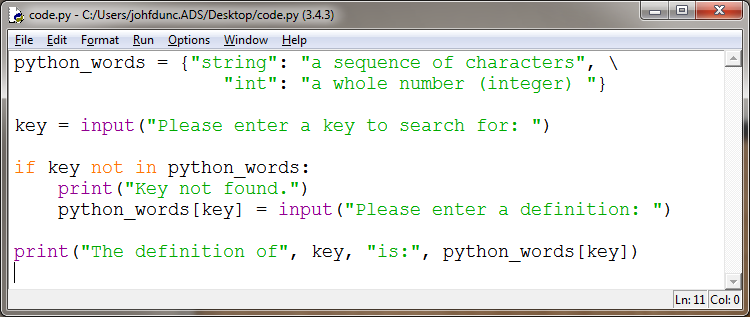 code.py - C:/Users/johfdunc.ADS/Desktop/code.py (3.4.3)
File Edit Format Run Options Window Help
python_words = {"string": "a sequence of characters", \
                "int": "a whole number (integer) "}
key = input("Please enter a key to search for: ")
if key not in python_words:
    print("Key not found.")
    python_words[key] = input("Please enter a definition: ")
print("The definition of", key, "is:", python_words[key])
Ln: 11 Col: 0